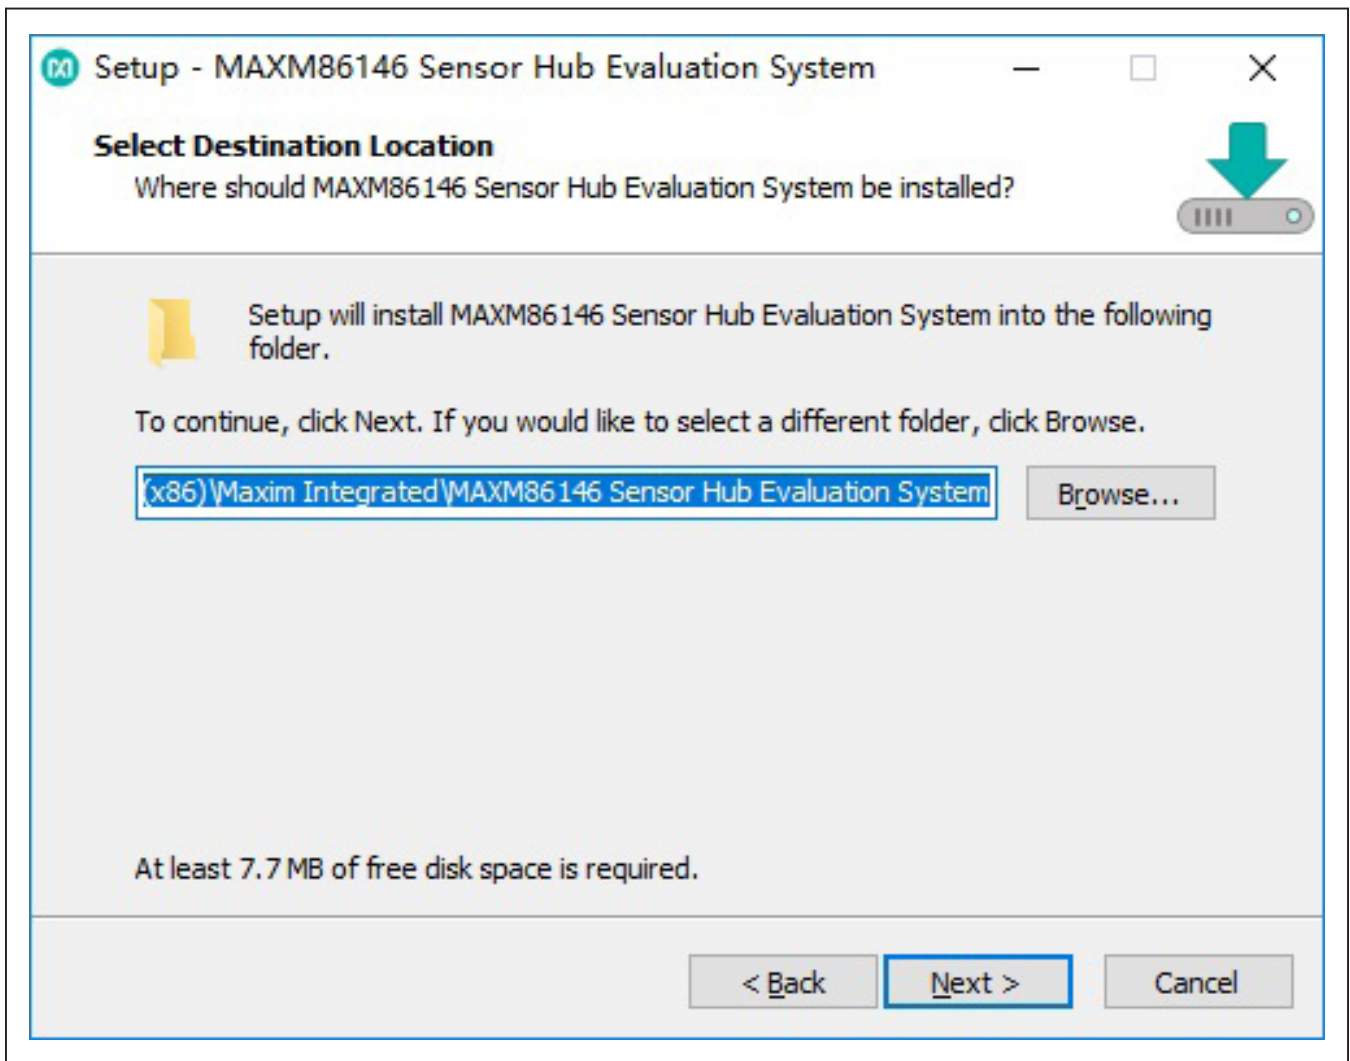 Setup - MAXM86146 Sensor Hub Evaluation System
Select Destination Location
Where should MAXM86146 Sensor Hub Evaluation System be installed?
Setup will install MAXM86146 Sensor Hub Evaluation System into the following
folder.
To continue, click Next. If you would like to select a different folder, click Browse.
(x86)\Maxim Integrated\MAXM86146 Sensor Hub Evaluation System
Browse...
At least 7.7 MB of free disk space is required.
< Back
Next >
Cancel